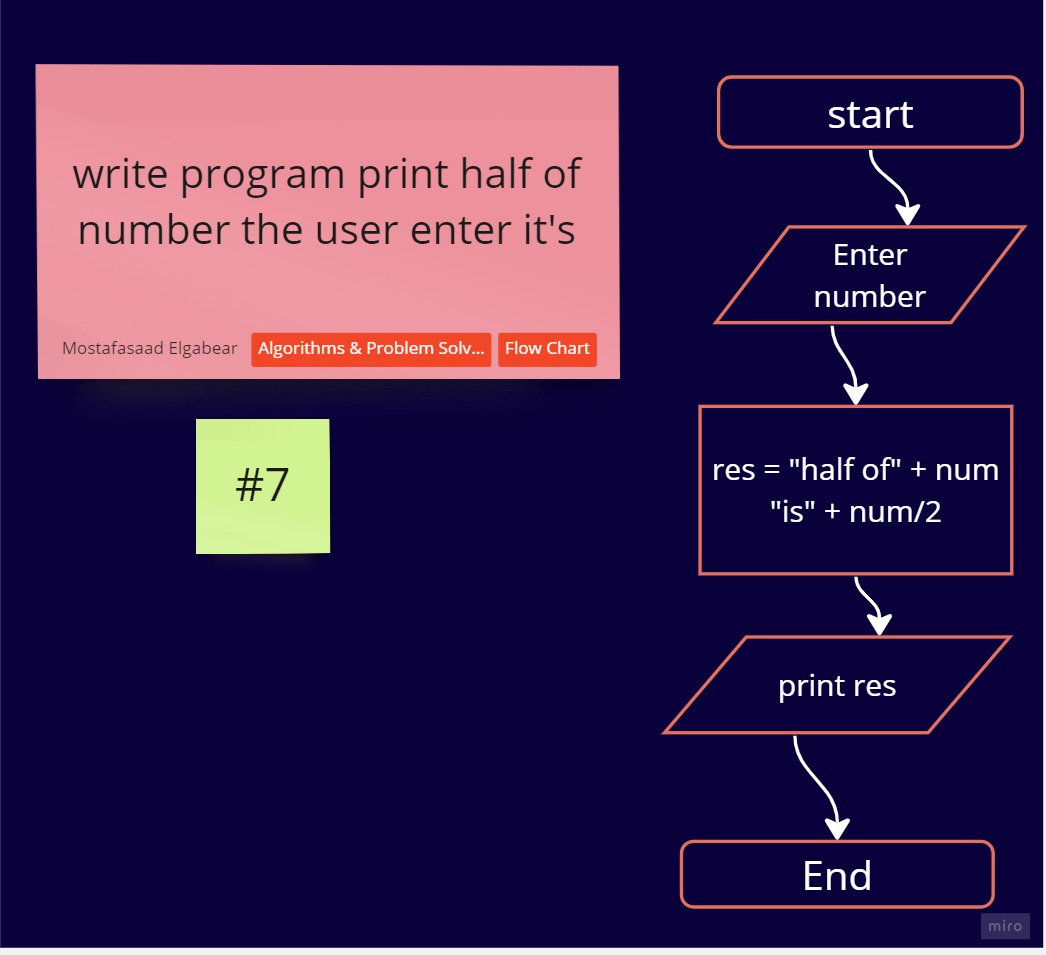 write program print half of
number the user enter it's
Mostafasaad Elgabear
Algorithms & Problem Solv...
Flow Chart
#7
start
Enter
number
res = "half of" + num
"is" + num/2
print res
End
miro